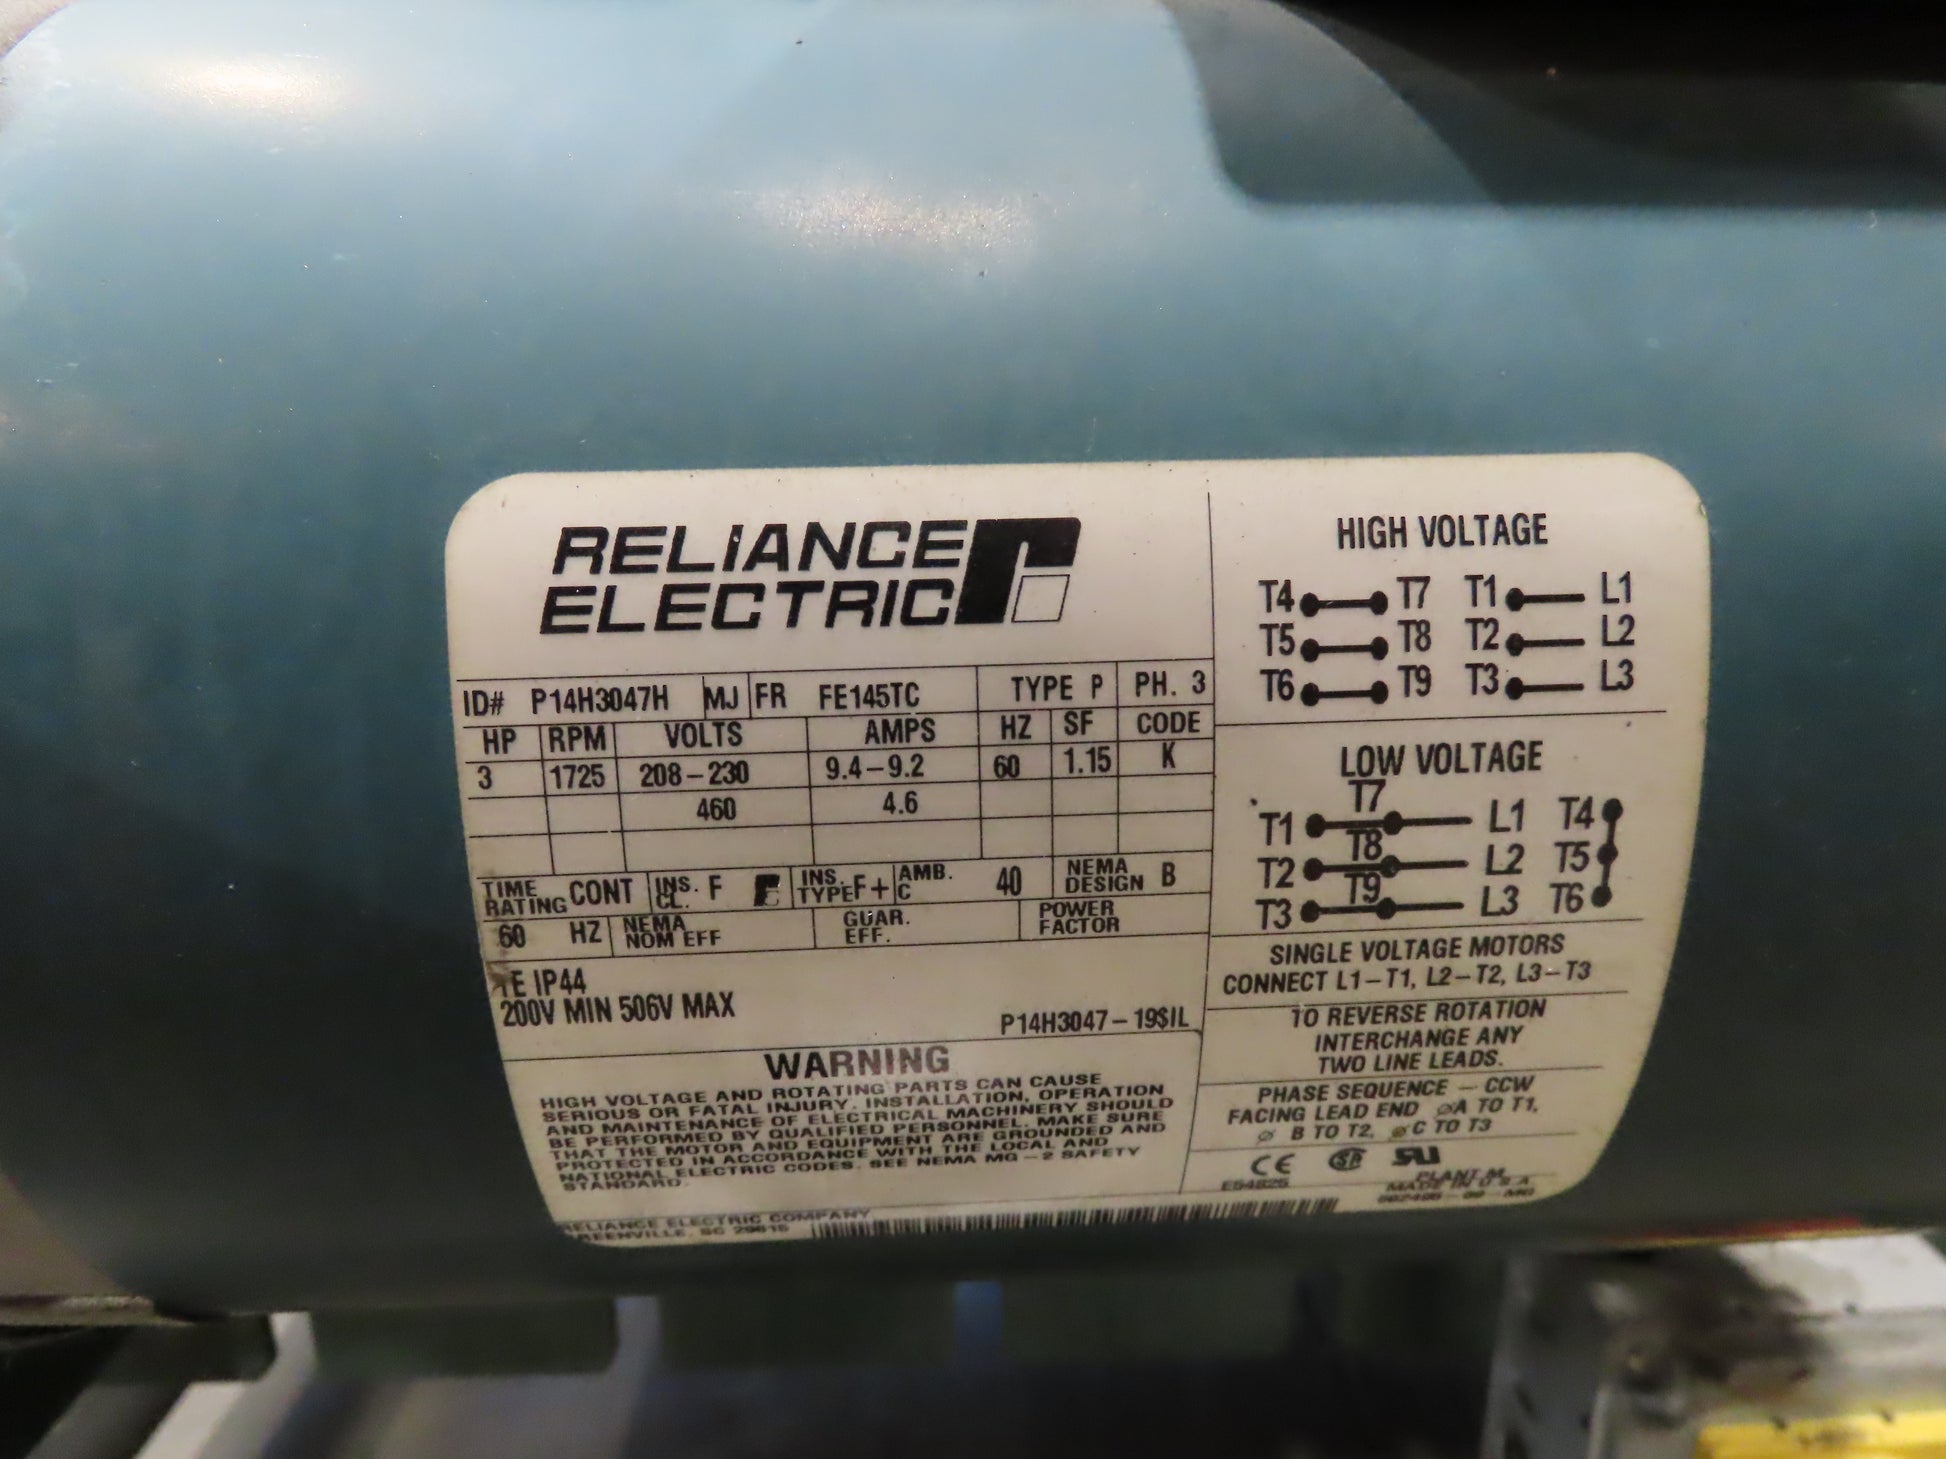 RELIANCE
ELECTRIC
ID# P14H3047H MJ FR FE145TC TYPE P PH. 3
HP RPM VOLTS AMPS HZ SF CODE
3 1725 208-230 9.4-9.2 60 1.15 K
460 4.6
TIME RATING CONT INS. CL. F INS. TYPE F+ AMB. C 40 NEMA DESIGN B
60 HZ NEMA NOM EFF GUAR. EFF. POWER FACTOR
TE IP44
200V MIN 506V MAX
P14H3047-19$IL
WARNING
HIGH VOLTAGE AND ROTATING PARTS CAN CAUSE
SERIOUS OR FATAL INJURY. INSTALLATION, OPERATION
AND MAINTENANCE OF ELECTRICAL MACHINERY SHOULD
BE PERFORMED BY QUALIFIED PERSONNEL. MAKE SURE
THAT THE MOTOR AND EQUIPMENT ARE GROUNDED AND
PROTECTED IN ACCORDANCE WITH THE LOCAL AND
NATIONAL ELECTRIC CODES. SEE NEMA MG-2 SAFETY
STANDARD.
RELIANCE ELECTRIC COMPANY
GREENVILLE, SC 29615
HIGH VOLTAGE
T4 T7 T1 L1
T5 T8 T2 L2
T6 T9 T3 L3
LOW VOLTAGE
T7
T1 L1 T4
T8
T2 L2 T5
T9
T3 L3 T6
SINGLE VOLTAGE MOTORS
CONNECT L1-T1, L2-T2, L3-T3
TO REVERSE ROTATION
INTERCHANGE ANY
TWO LINE LEADS.
PHASE SEQUENCE - CCW
FACING LEAD END ØA TO T1,
Ø B TO T2, ØC TO T3
CE
PLANT M
MADE IN U S A